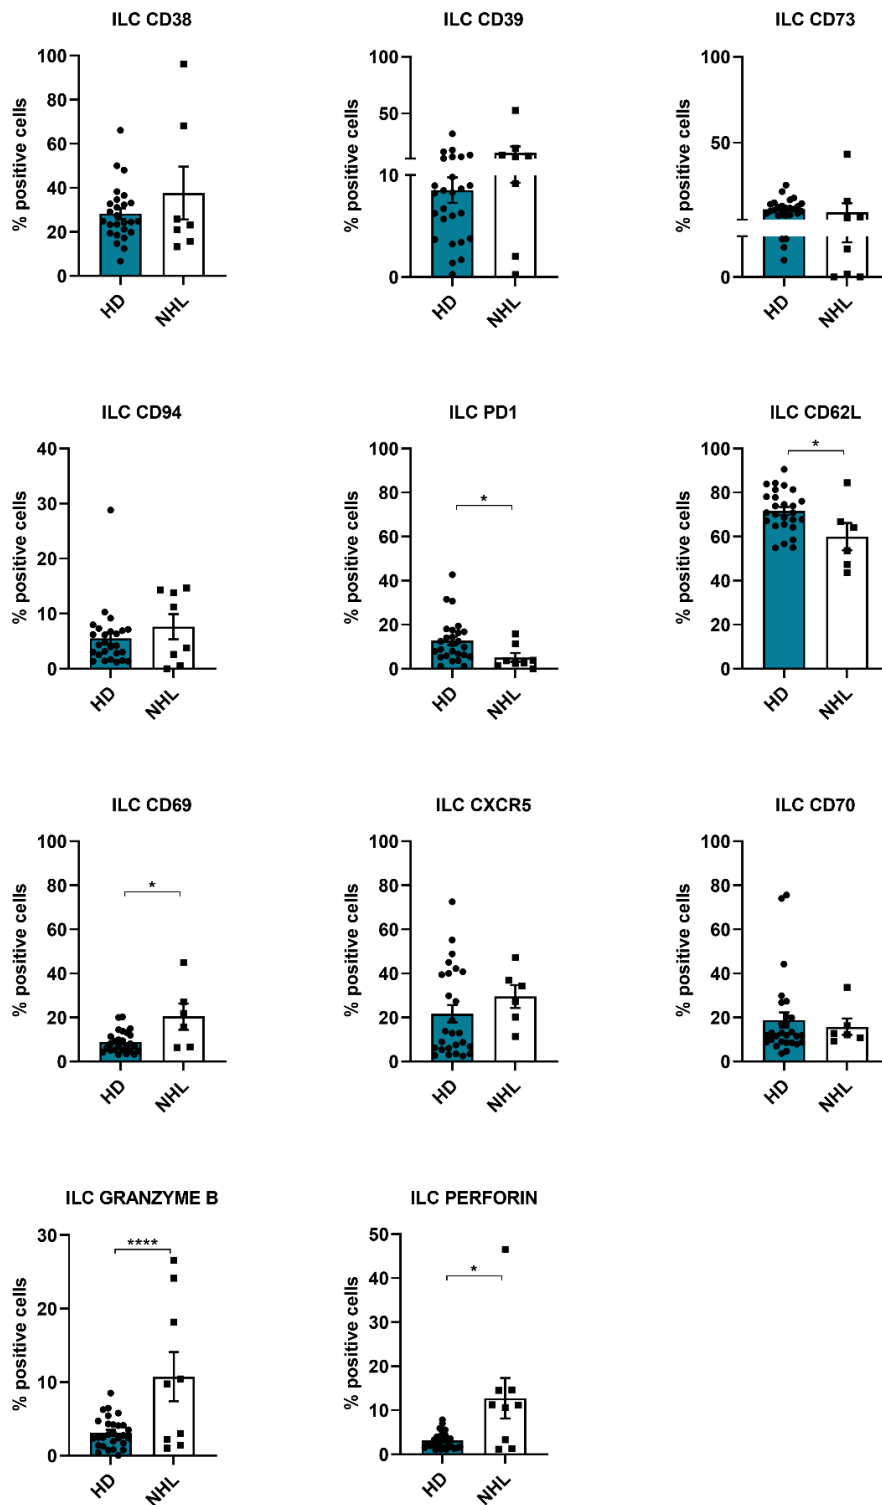 ILC CD38
% positive cells
100
80
60
40
20
0
HD
NHL
ILC CD39
% positive cells
100
50
10
0
HD
NHL
ILC CD73
% positive cells
100
50
0
HD
NHL
ILC CD94
% positive cells
40
30
20
10
0
HD
NHL
ILC PD1
% positive cells
100
80
60
40
20
0
*
HD
NHL
ILC CD62L
% positive cells
100
80
60
40
20
0
*
HD
NHL
ILC CD69
% positive cells
100
80
60
40
20
0
*
HD
NHL
ILC CXCR5
% positive cells
100
80
60
40
20
0
HD
NHL
ILC CD70
% positive cells
100
80
60
40
20
0
HD
NHL
ILC GRANZYME B
% positive cells
30
20
10
0
****
HD
NHL
ILC PERFORIN
% positive cells
50
40
30
20
10
0
*
HD
NHL